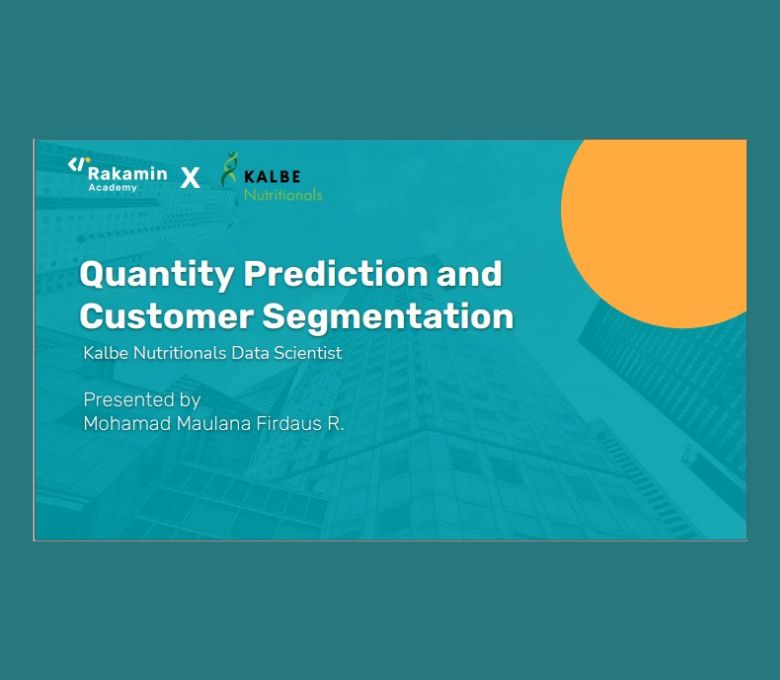 Rakamin
Academy
X
KALBE
Nutritionals
Quantity Prediction and
Customer Segmentation
Kalbe Nutritionals Data Scientist
Presented by
Mohamad Maulana Firdaus R.